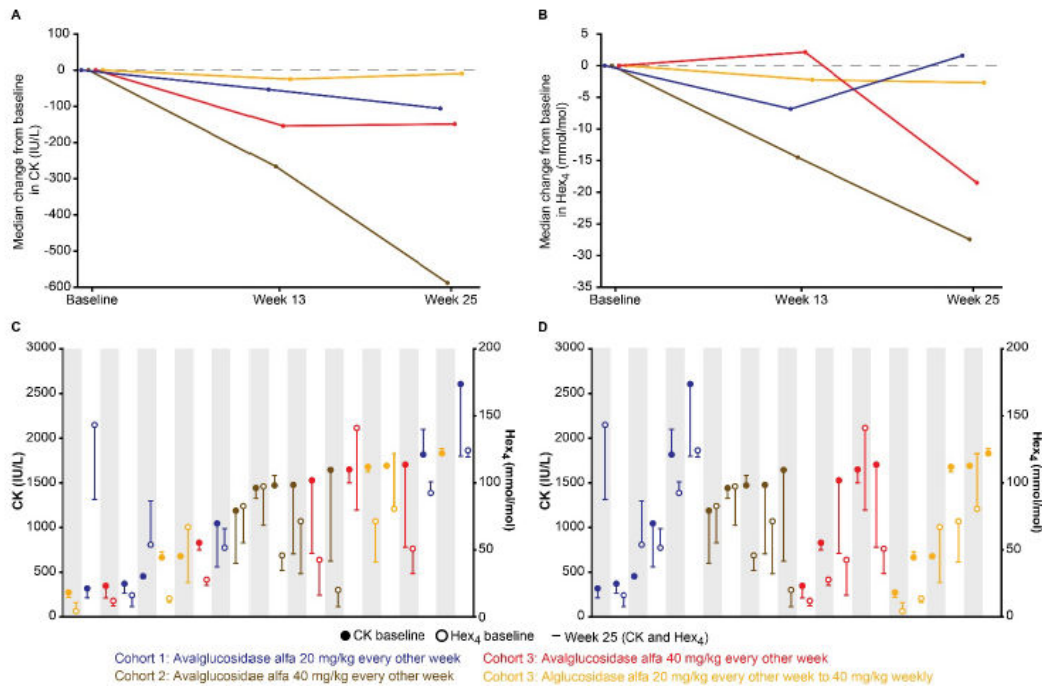 A
Median change from baseline
in CK (IU/L)
100
0
-100
-200
-300
-400
-500
-600
Baseline
Week 13
Week 25
B
Median change from baseline
in Hex4 (mmol/mol)
5
0
-5
-10
-15
-20
-25
-30
-35
Baseline
Week 13
Week 25
C
CK (IU/L)
3000
2500
2000
1500
1000
500
0
200
150
100
50
0
Hex4 (mmol/mol)
D
CK (IU/L)
3000
2500
2000
1500
1000
500
0
200
150
100
50
0
Hex4 (mmol/mol)
CK baseline
Hex4 baseline
Week 25 (CK and Hex4)
Cohort 1: Avalglucosidase alfa 20 mg/kg every other week
Cohort 3: Avalglucosidase alfa 40 mg/kg every other week
Cohort 2: Avalglucosidae alfa 40 mg/kg every other week
Cohort 3: Alglucosidase alfa 20 mg/kg every other week to 40 mg/kg weekly